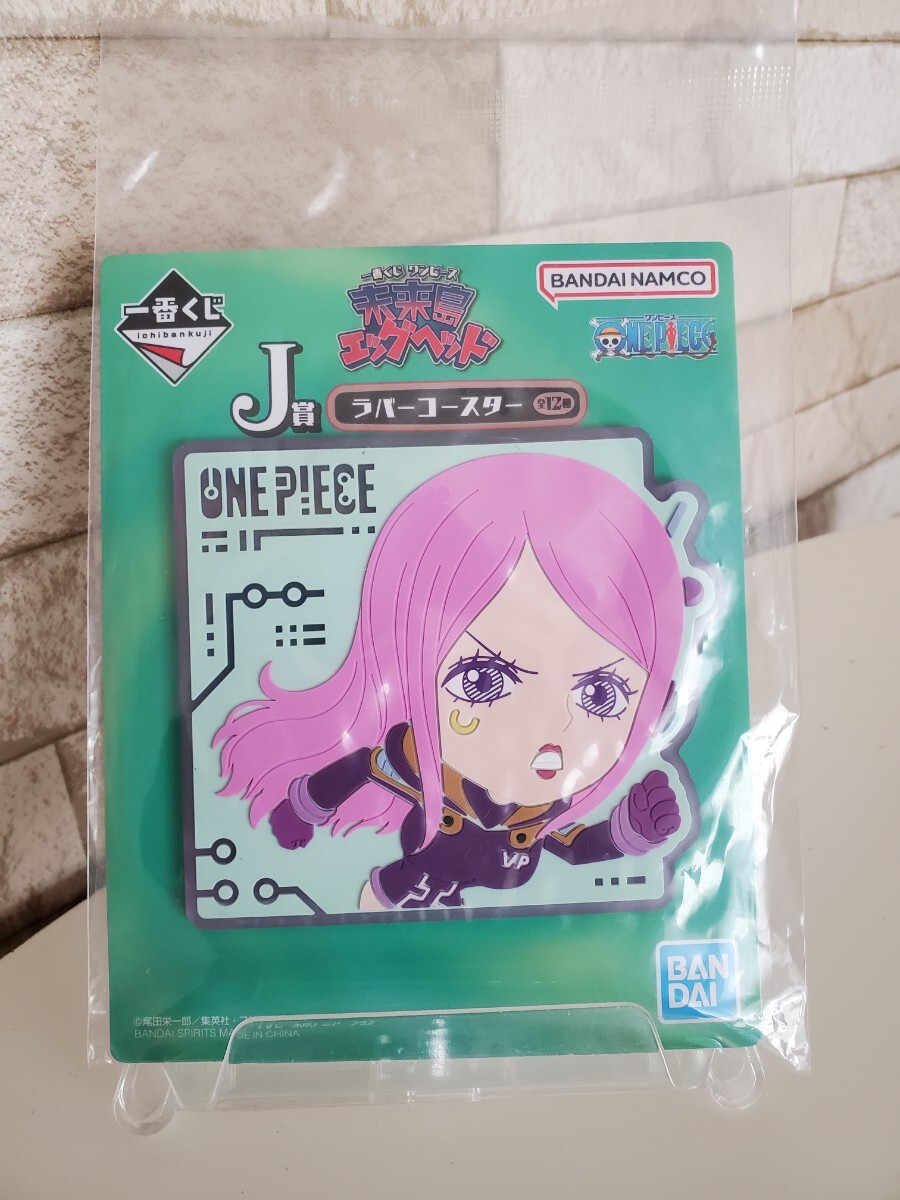 一番くじ
ichibankuji
一番くじ ワンピース
未来島
エッグヘッド
BANDAI NAMCO
ワンピース
ONE PIECE
J賞
ラバーコースター 全12種
ONE PIECE
VP
BAN
DAI
©尾田栄一郎/集英社・
BANDAI SPIRITS MADE IN CHINA